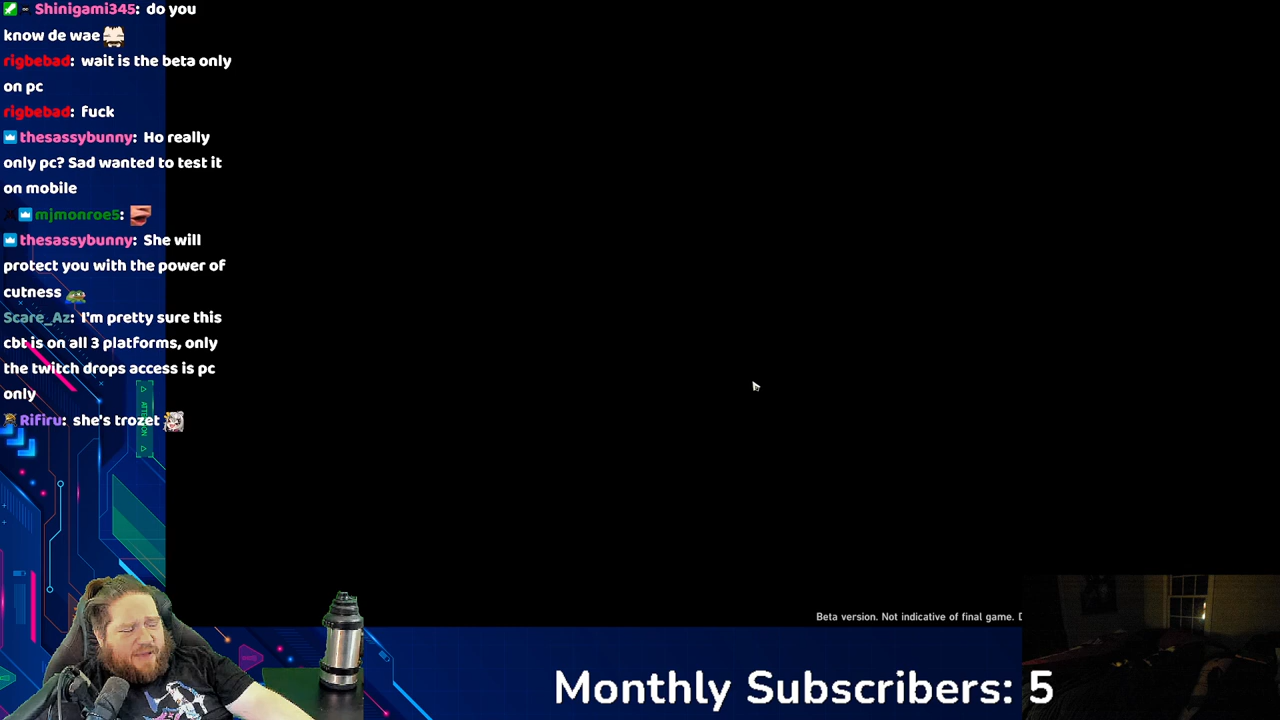 Shinigami345: do you
know de wae
rigbebad: wait is the beta only
on pc
rigbebad: fuck
thesassybunny: Ho really
only pc? Sad wanted to test it
on mobile
mjmonroe5:
thesassybunny: She will
protect you with the power of
cutness
Scare_Az: I'm pretty sure this
cbt is on all 3 platforms, only
the twitch drops access is pc
only
Rifiru: she's trozet
ATTENTION
Beta version. Not indicative of final game. D
Monthly Subscribers: 5